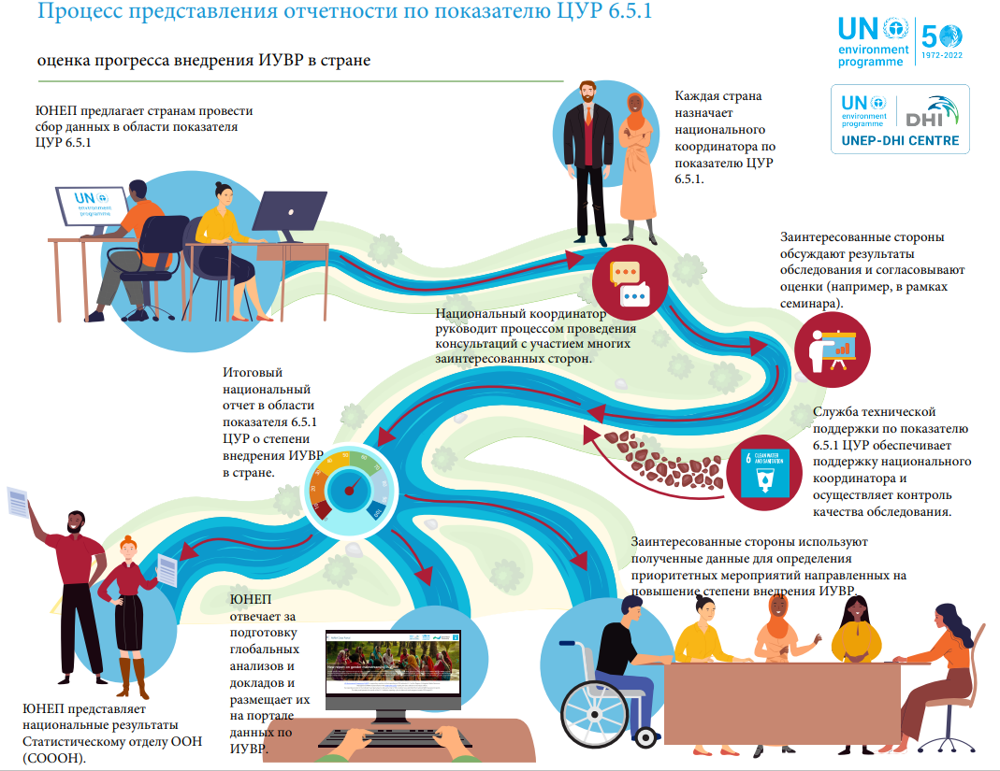 Процесс представления отчетности по показателю ЦУР 6.5.1
оценка прогресса внедрения ИУВР в стране
UN
environment
programme
50
1972-2022
UN
environment
programme
DHI
UNEP-DHI CENTRE
ЮНЕП предлагает странам провести
сбор данных в области показателя
ЦУР 6.5.1
UN
environment
programme
Каждая страна
назначает
национального
координатора по
показателю ЦУР
6.5.1.
Заинтересованные стороны
обсуждают результаты
обследования и согласовывают
оценки (например, в рамках
семинара).
Национальный координатор
руководит процессом проведения
консультаций с участием многих
заинтересованных сторон.
Итоговый
национальный
отчет в области
показателя 6.5.1
ЦУР о степени
внедрения ИУВР
в стране.
Служба технической
поддержки по показателю
6.5.1 ЦУР обеспечивает
поддержку национального
координатора и
осуществляет контроль
качества обследования.
6 CLEAN WATER
AND SANITATION
Заинтересованные стороны используют
полученные данные для определения
приоритетных мероприятий направленных на
повышение степени внедрения ИУВР.
ЮНЕП
отвечает за
подготовку
глобальных
анализов и
докладов и
размещает их
на портале
данных по
ИУВР.
ЮНЕП представляет
национальные результаты
Статистическому отделу ООН
(СОООН).